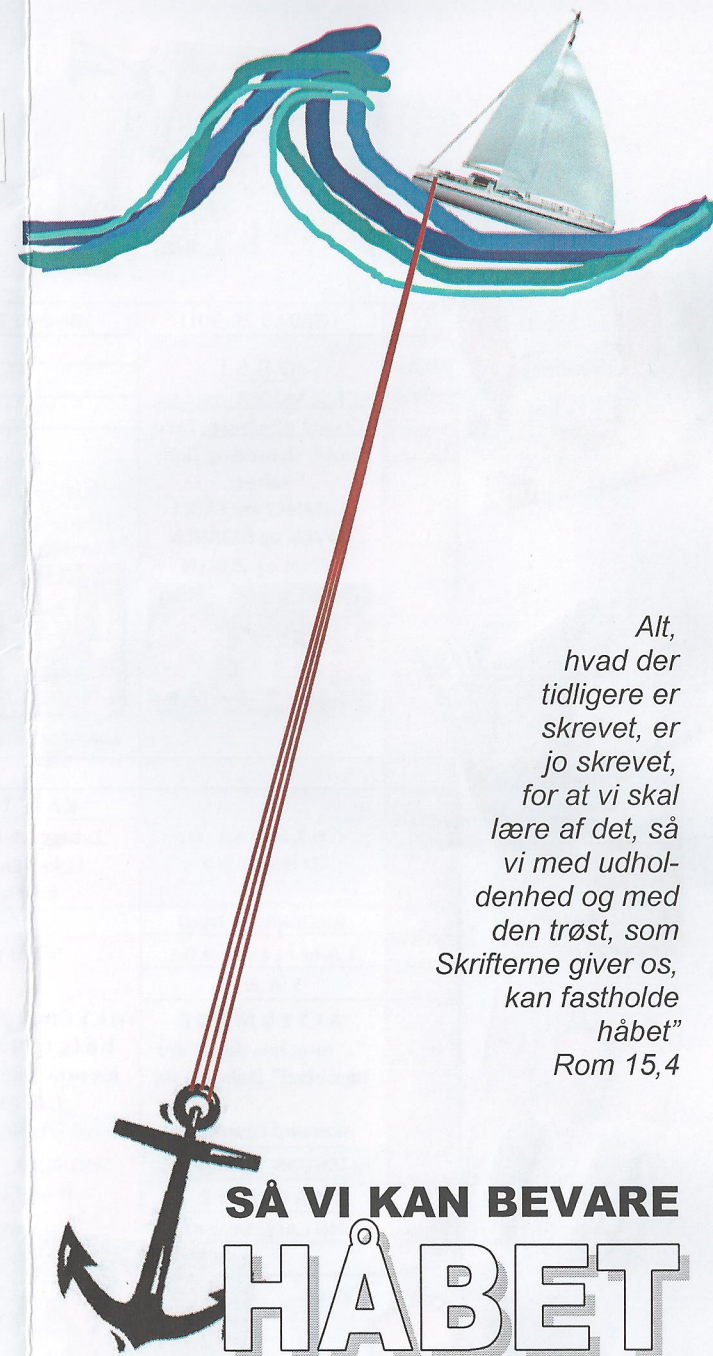 Alt,
hvad der
tidligere er
skrevet, er
jo skrevet,
for at vi skal
lære af det, så
vi med udhol-
denhed og med
den trøst, som
Skrifterne giver os,
kan fastholde
håbet”
Rom 15,4
SÅ VI KAN BEVARE
HÅBET